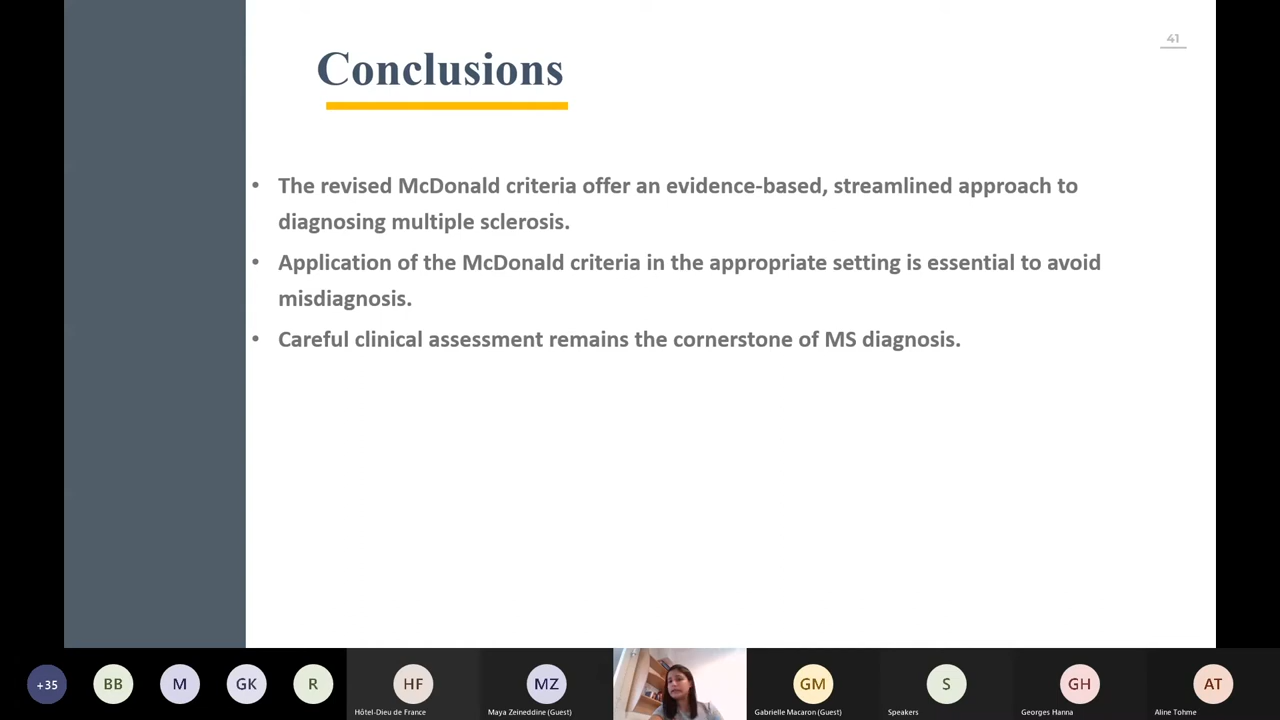 41
Conclusions
• The revised McDonald criteria offer an evidence-based, streamlined approach to
diagnosing multiple sclerosis.
• Application of the McDonald criteria in the appropriate setting is essential to avoid
misdiagnosis.
• Careful clinical assessment remains the cornerstone of MS diagnosis.
+35
BB
M
GK
R
HF
Hôtel-Dieu de France
MZ
Maya Zeineddine (Guest)
GM
Gabrielle Macaron (Guest)
S
Speakers
GH
Georges Hanna
AT
Aline Tohme